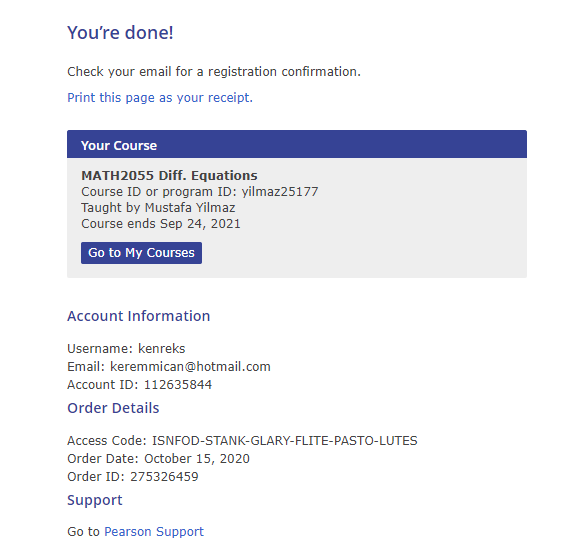 You’re done!
Check your email for a registration confirmation.
Print this page as your receipt.
Your Course
MATH2055 Diff. Equations
Course ID or program ID: yilmaz25177
Taught by Mustafa Yilmaz
Course ends Sep 24, 2021
Go to My Courses
Account Information
Username: kenreks
Email: keremmican@hotmail.com
Account ID: 112635844
Order Details
Access Code: ISNFOD-STANK-GLARY-FLITE-PASTO-LUTES
Order Date: October 15, 2020
Order ID: 275326459
Support
Go to Pearson Support